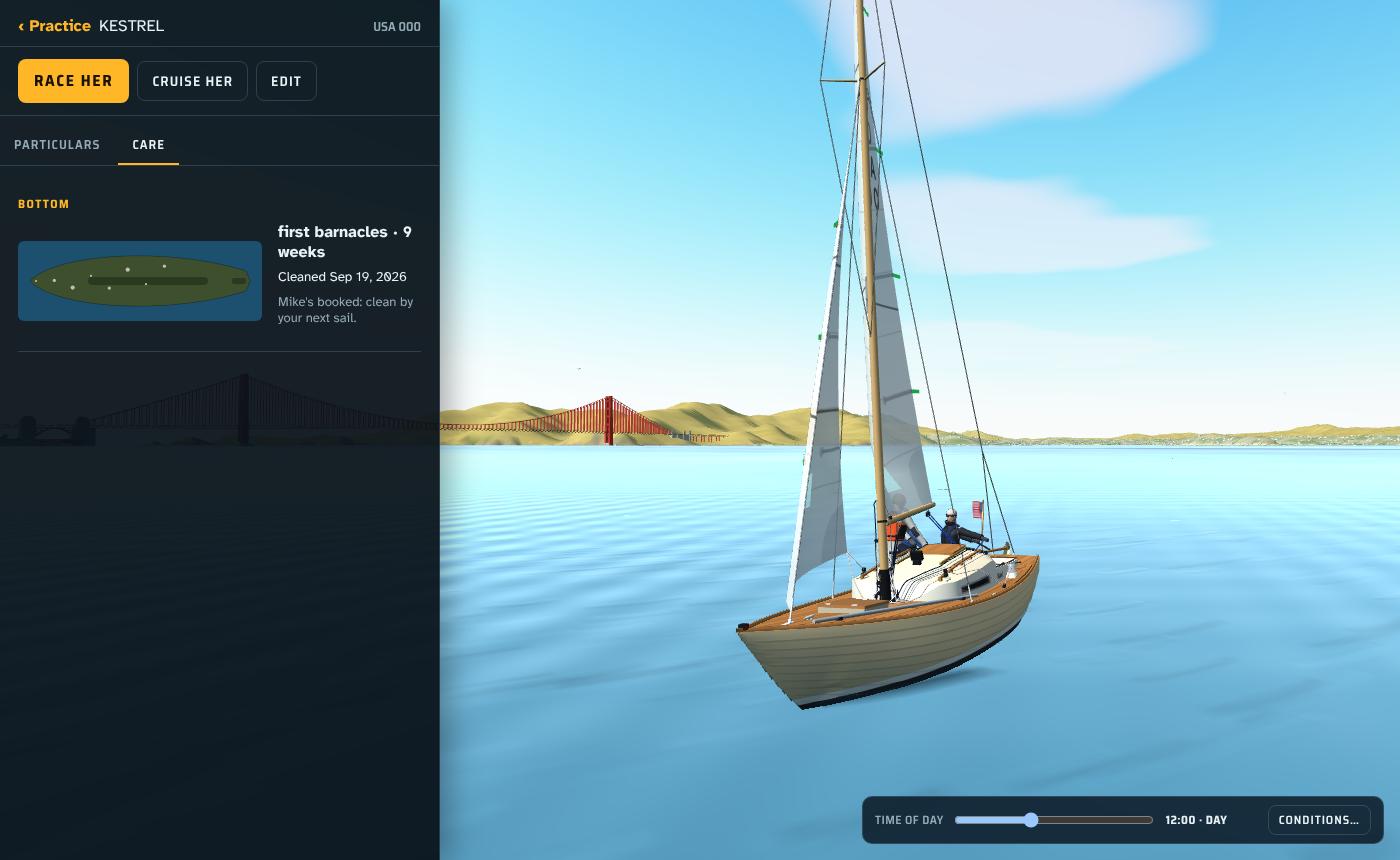 ‹ Practice KESTREL USA 000
RACE HER CRUISE HER EDIT
PARTICULARS CARE
BOTTOM
first barnacles · 9
weeks
Cleaned Sep 19, 2026
Mike's booked: clean by
your next sail.
TIME OF DAY 12:00 · DAY CONDITIONS…